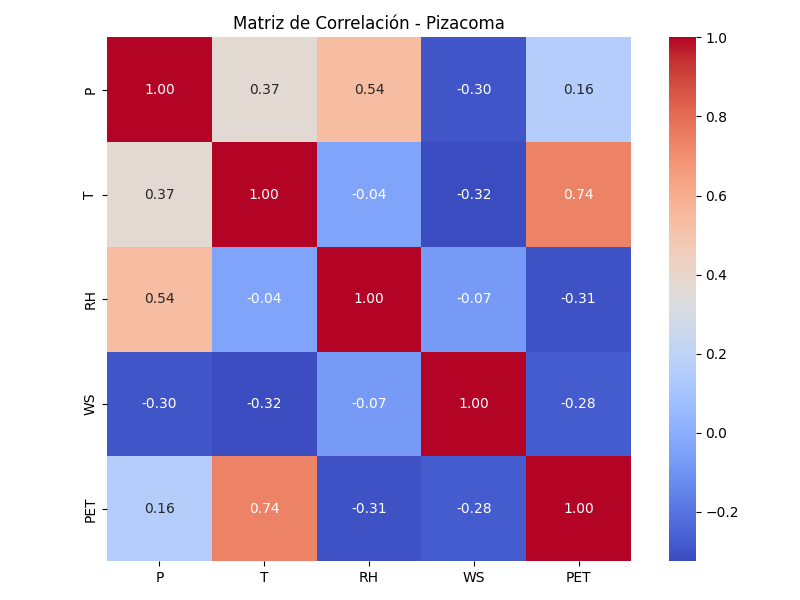 Matriz de Correlación - Pizacoma
P 1.00 0.37 0.54 -0.30 0.16
T 0.37 1.00 -0.04 -0.32 0.74
RH 0.54 -0.04 1.00 -0.07 -0.31
WS -0.30 -0.32 -0.07 1.00 -0.28
PET 0.16 0.74 -0.31 -0.28 1.00
P T RH WS PET
1.0
0.8
0.6
0.4
0.2
0.0
−0.2